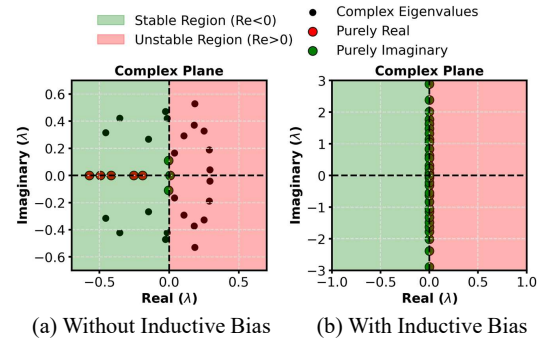 Stable Region (Re<0)
Unstable Region (Re>0)
Complex Eigenvalues
Purely Real
Purely Imaginary
Complex Plane
0.6
0.4
0.2
0.0
−0.2
−0.4
−0.6
Imaginary (λ)
−0.5
0.0
0.5
Real (λ)
Complex Plane
3
2
1
0
−1
−2
−3
Imaginary (λ)
−1.0
−0.5
0.0
0.5
1.0
Real (λ)
(a) Without Inductive Bias
(b) With Inductive Bias